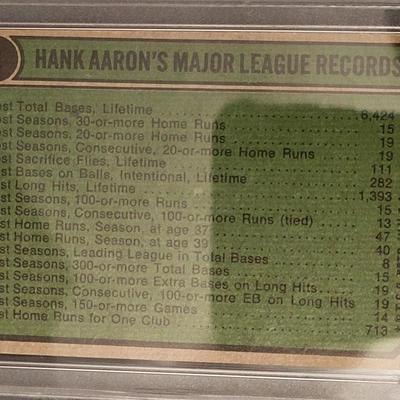 HANK AARON'S MAJOR LEAGUE RECORDS
est Total Bases, Lifetime 6,424
st Seasons, 30-or-more Home Runs 15
st Seasons, 20-or-more Home Runs 19
st Seasons, Consecutive, 20-or-more Home Runs 19
st Sacrifice Flies, Lifetime 111
st Bases on Balls, Intentional, Lifetime 282
st Long Hits, Lifetime 1,393
st Seasons, 100-or-more Runs 15
st Seasons, Consecutive, 100-or-more Runs (tied) 13
st Home Runs, Season, at age 37 47
st Home Runs, Season, at age 39 40
st Seasons, Leading League in Total Bases 8
st Seasons, 300-or-more Total Bases 15
st Seasons, 100-or-more Extra Bases on Long Hits 19
st Seasons, Consecutive, 100-or-more EB on Long Hits 19
st Seasons, 150-or-more Games 14
st Home Runs for One Club 713